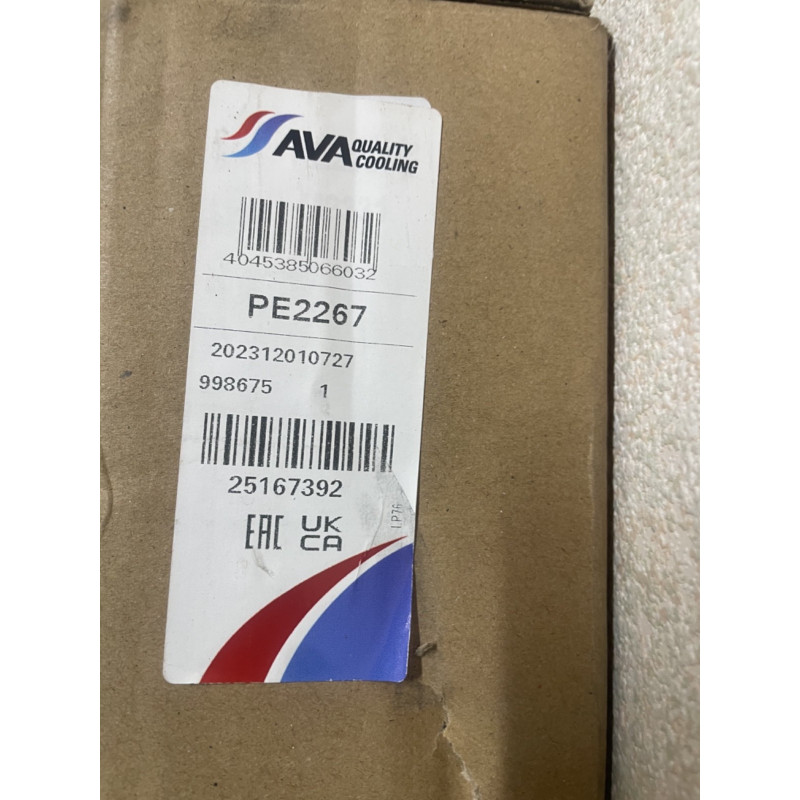 AVA QUALITY COOLING
4045385066032
PE2267
202312010727
998675 1
25167392
EAC UK CA